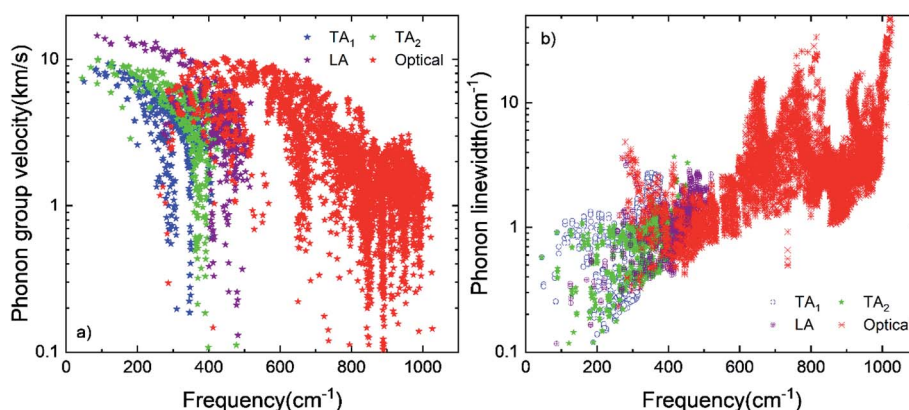 TA₁ TA₂
LA Optical
10
1
0.1
Phonon group velocity(km/s)
a)
0 200 400 600 800 1000
Frequency(cm⁻¹)
b)
10
1
0.1
Phonon linewidth(cm⁻¹)
TA₁ TA₂
LA Optical
200 400 600 800 1000
Frequency(cm⁻¹)